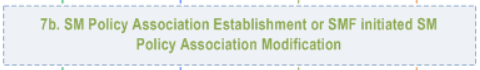 7b. SM Policy Association Establishment or SMF initiated SM
Policy Association Modification